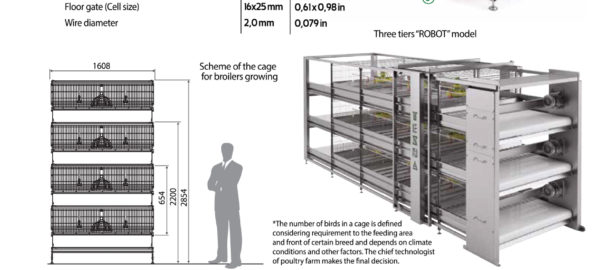 Floor gate (Cell size) 16x25 mm 0,61x0,98 in
Wire diameter 2,0 mm 0,079 in
Three tiers "ROBOT" model
Scheme of the cage
for broilers growing
1608
654
2200
2854
TEXHA
*The number of birds in a cage is defined
considering requirement to the feeding area
and front of certain breed and depends on climate
conditions and other factors. The chief technologist
of poultry farm makes the final decision.